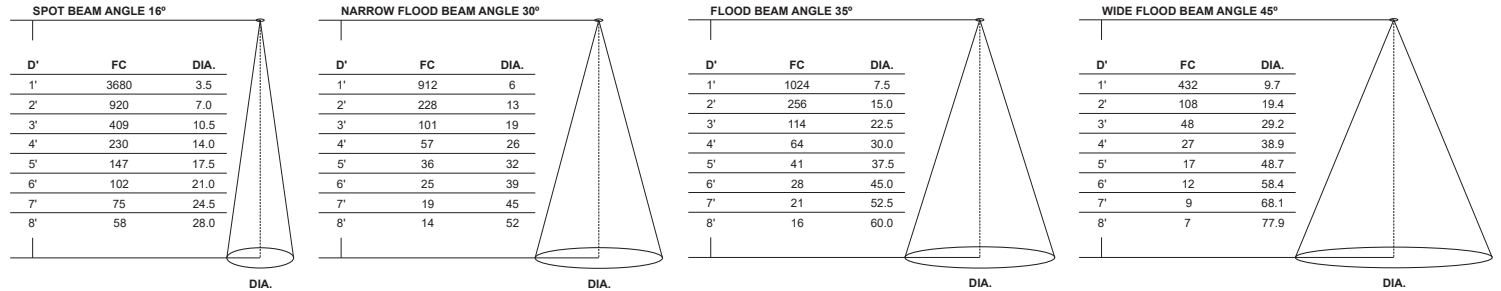 SPOT BEAM ANGLE 16º
D' FC DIA.
1' 3680 3.5
2' 920 7.0
3' 409 10.5
4' 230 14.0
5' 147 17.5
6' 102 21.0
7' 75 24.5
8' 58 28.0
DIA.
NARROW FLOOD BEAM ANGLE 30º
D' FC DIA.
1' 912 6
2' 228 13
3' 101 19
4' 57 26
5' 36 32
6' 25 39
7' 19 45
8' 14 52
DIA.
FLOOD BEAM ANGLE 35º
D' FC DIA.
1' 1024 7.5
2' 256 15.0
3' 114 22.5
4' 64 30.0
5' 41 37.5
6' 28 45.0
7' 21 52.5
8' 16 60.0
DIA.
WIDE FLOOD BEAM ANGLE 45º
D' FC DIA.
1' 432 9.7
2' 108 19.4
3' 48 29.2
4' 27 38.9
5' 17 48.7
6' 12 58.4
7' 9 68.1
8' 7 77.9
DIA.